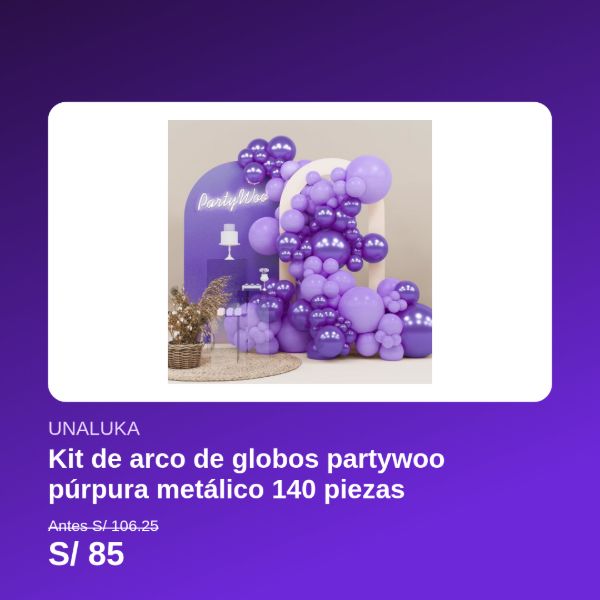 PartyWoo
UNALUKA
Kit de arco de globos partywoo
púrpura metálico 140 piezas
Antes S/ 106.25
S/ 85